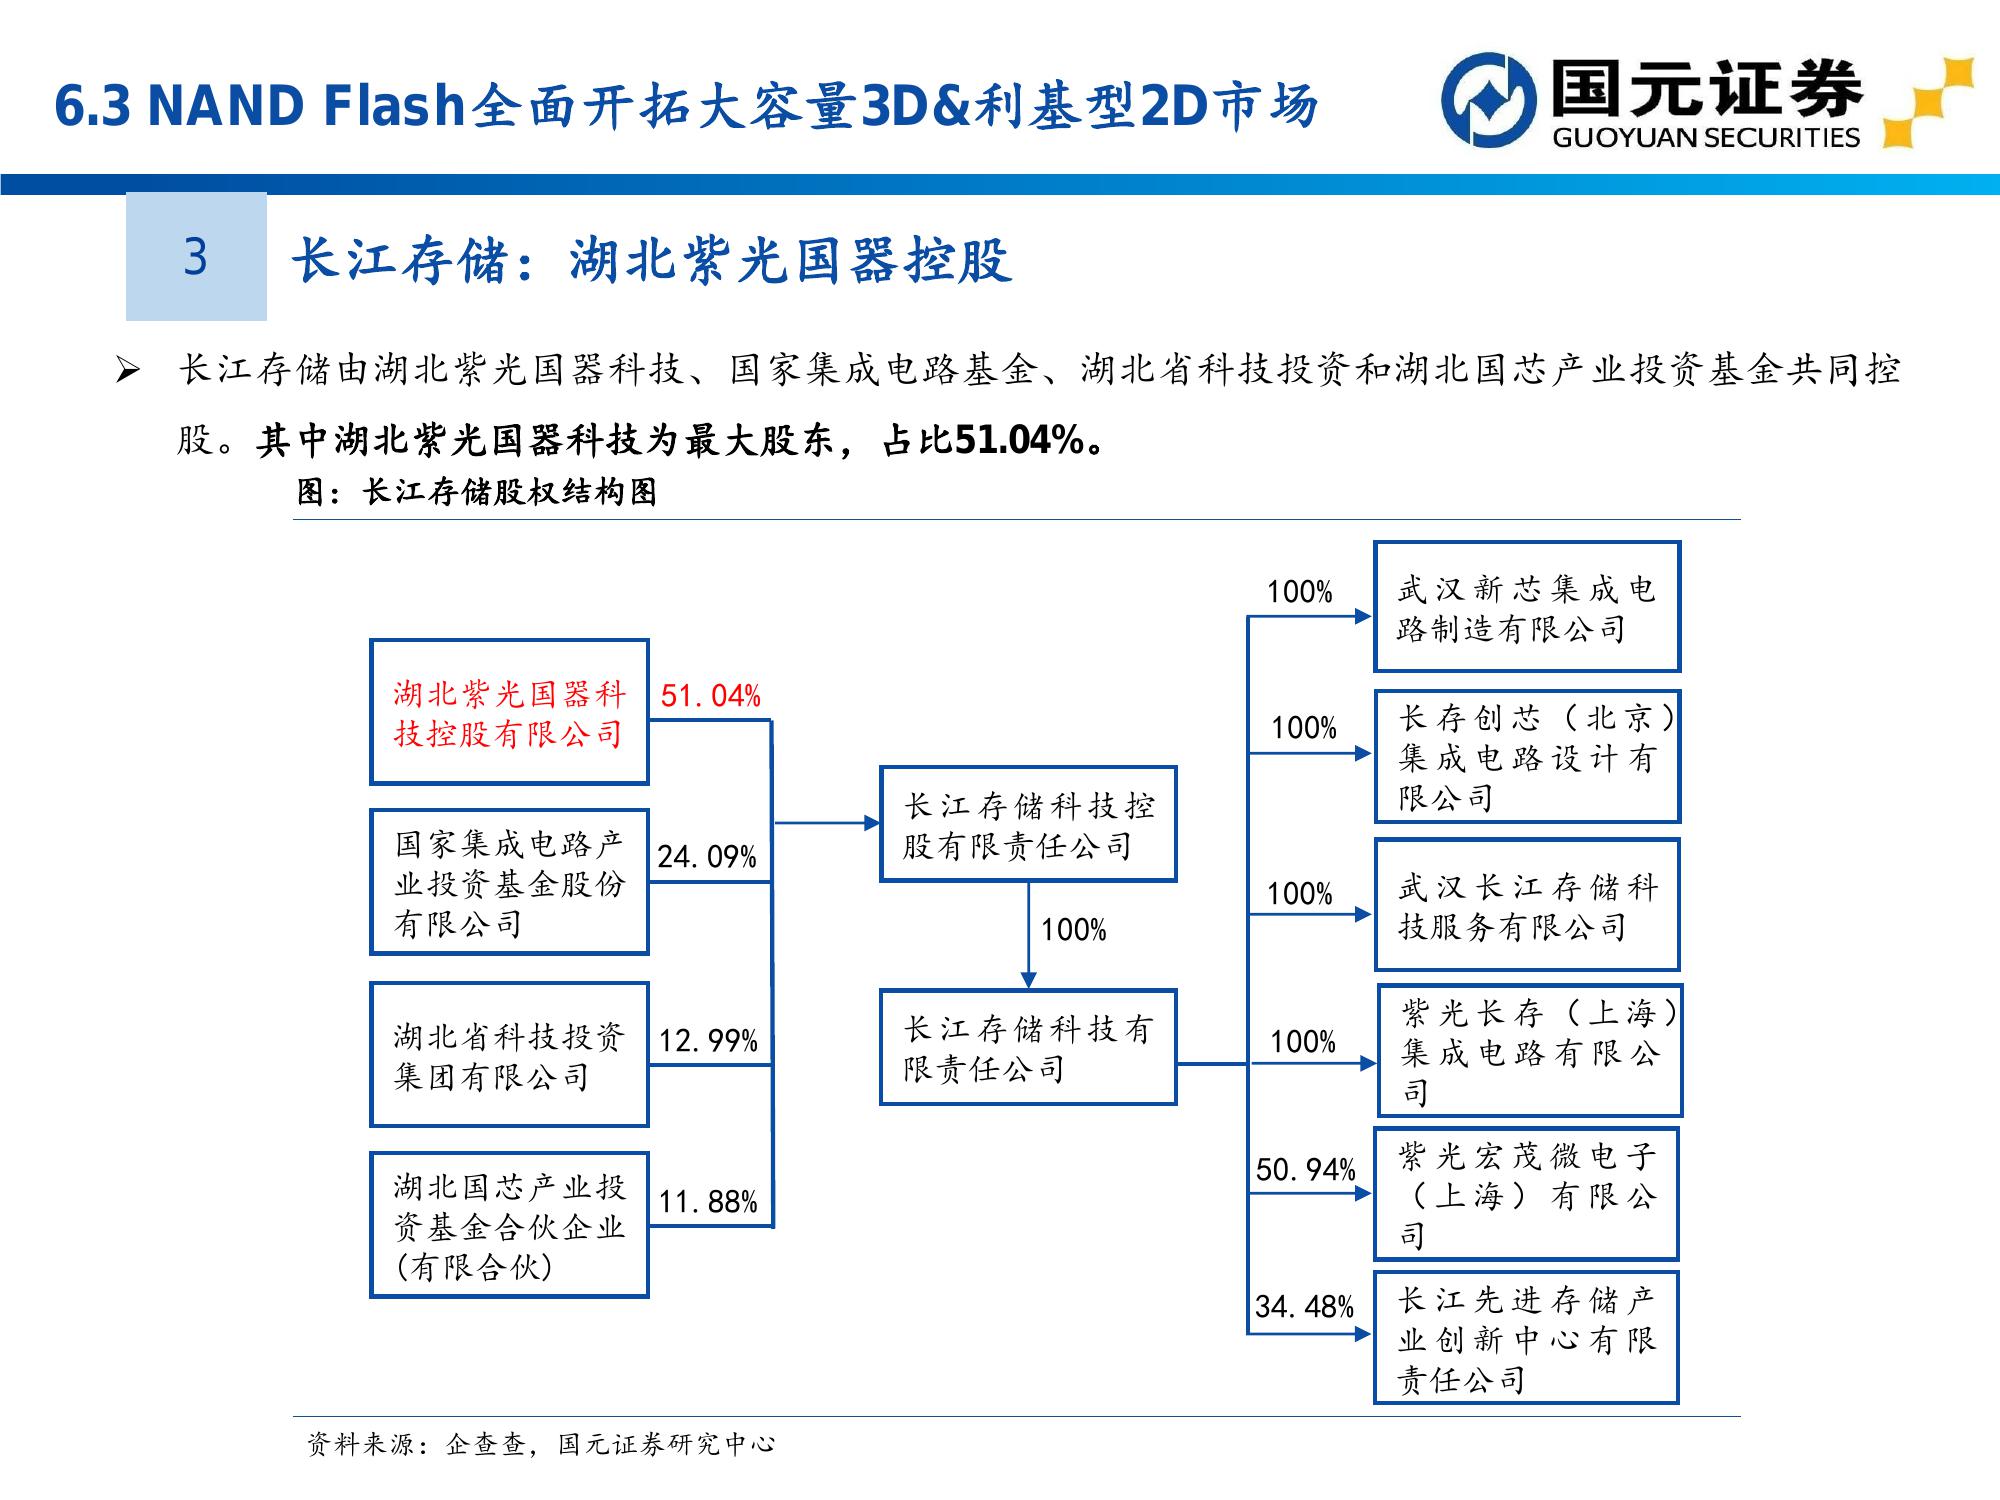 6.3 NAND Flash全面开拓大容量3D&利基型2D市场
国元证券
GUOYUAN SECURITIES
3
长江存储：湖北紫光国器控股
➢ 长江存储由湖北紫光国器科技、国家集成电路基金、湖北省科技投资和湖北国芯产业投资基金共同控
股。其中湖北紫光国器科技为最大股东，占比51.04%。
图：长江存储股权结构图
湖北紫光国器科
技控股有限公司
51.04%
国家集成电路产
业投资基金股份
有限公司
24.09%
湖北省科技投资
集团有限公司
12.99%
湖北国芯产业投
资基金合伙企业
(有限合伙)
11.88%
长江存储科技控
股有限责任公司
100%
长江存储科技有
限责任公司
100%
武汉新芯集成电
路制造有限公司
100%
长存创芯（北京）
集成电路设计有
限公司
100%
武汉长江存储科
技服务有限公司
100%
紫光长存（上海）
集成电路有限公
司
50.94%
紫光宏茂微电子
（上海）有限公
司
34.48%
长江先进存储产
业创新中心有限
责任公司
资料来源：企查查，国元证券研究中心